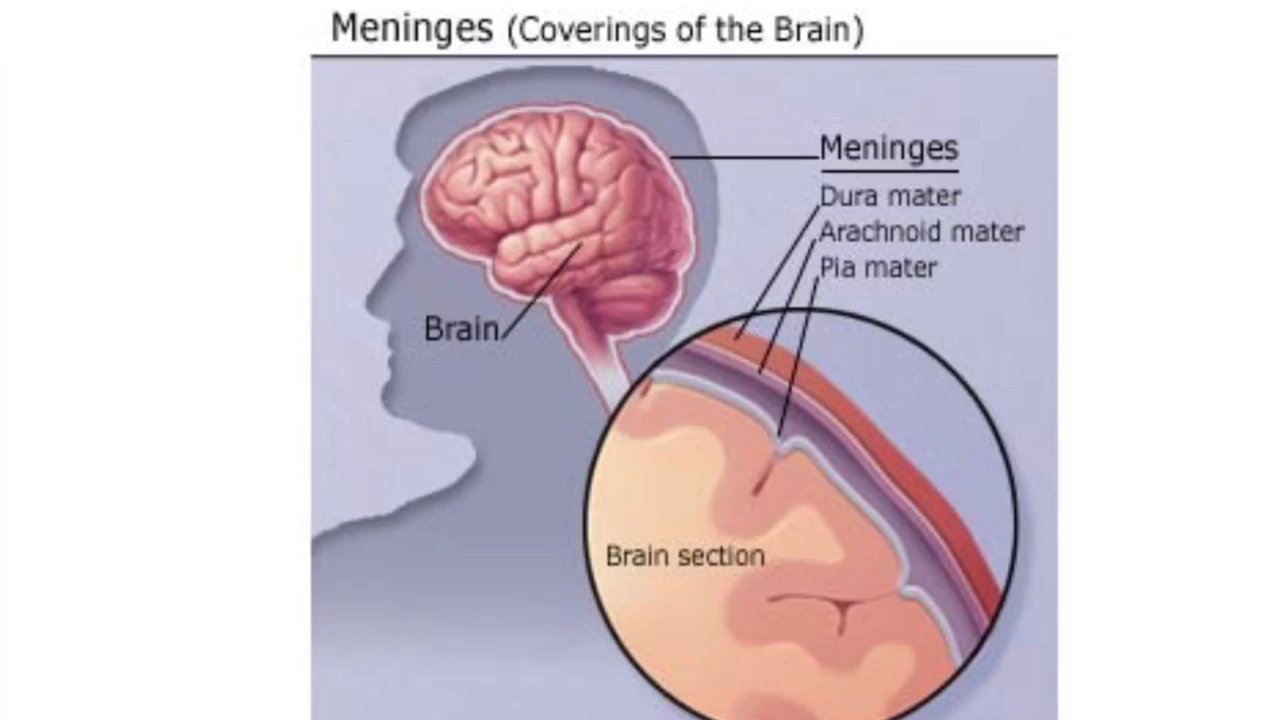 Meninges (Coverings of the Brain)
Meninges
Dura mater
Arachnoid mater
Pia mater
Brain
Brain section